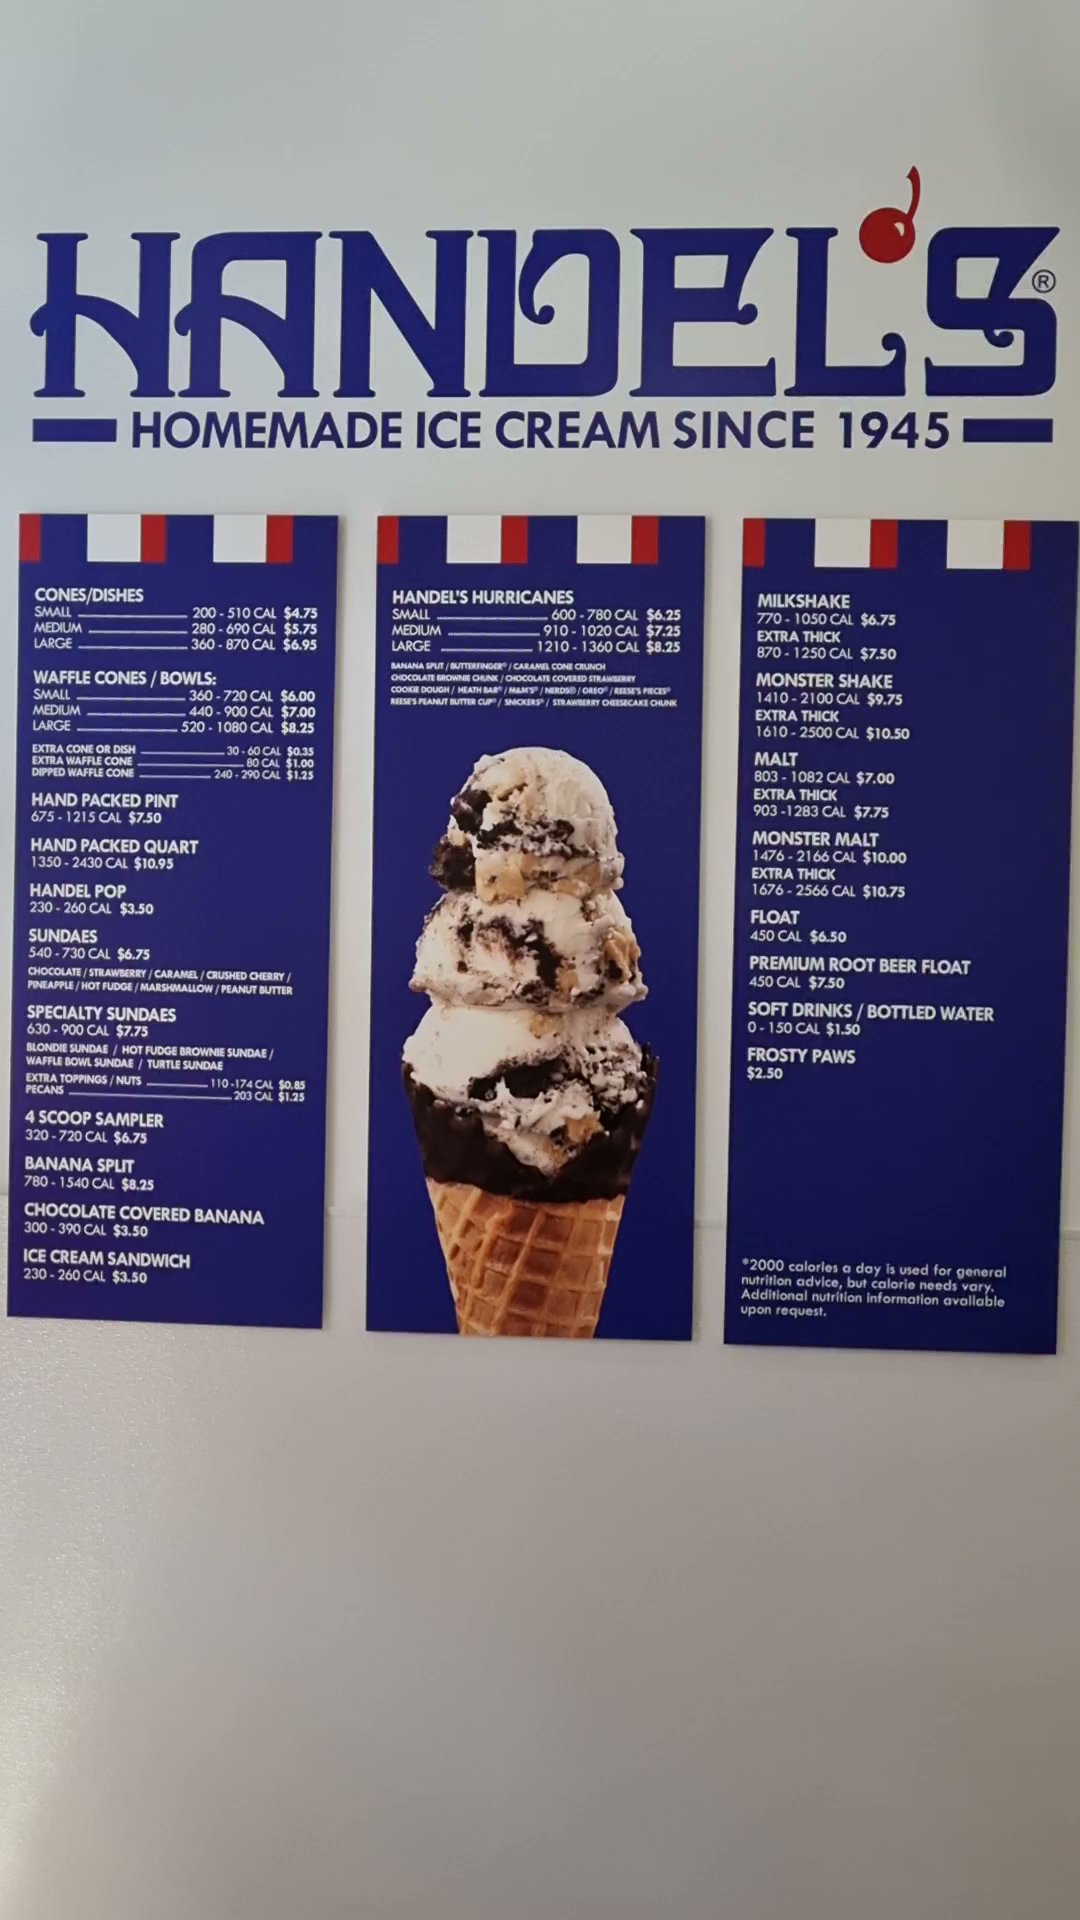 HANDEL'S®
HOMEMADE ICE CREAM SINCE 1945
CONES/DISHES
SMALL 200 - 510 CAL $4.75
MEDIUM 280 - 690 CAL $5.75
LARGE 360 - 870 CAL $6.95
WAFFLE CONES / BOWLS:
SMALL 360 - 720 CAL $6.00
MEDIUM 440 - 900 CAL $7.00
LARGE 520 - 1080 CAL $8.25
EXTRA CONE OR DISH 30 - 60 CAL $0.35
EXTRA WAFFLE CONE 80 CAL $1.00
DIPPED WAFFLE CONE 240 - 290 CAL $1.25
HAND PACKED PINT
675 - 1215 CAL $7.50
HAND PACKED QUART
1350 - 2430 CAL $10.95
HANDEL POP
230 - 260 CAL $3.50
SUNDAES
540 - 730 CAL $6.75
CHOCOLATE / STRAWBERRY / CARAMEL / CRUSHED CHERRY /
PINEAPPLE / HOT FUDGE / MARSHMALLOW / PEANUT BUTTER
SPECIALTY SUNDAES
630 - 900 CAL $7.75
BLONDIE SUNDAE / HOT FUDGE BROWNIE SUNDAE /
WAFFLE BOWL SUNDAE / TURTLE SUNDAE
EXTRA TOPPINGS / NUTS 110 -174 CAL $0.85
PECANS 203 CAL $1.25
4 SCOOP SAMPLER
320 - 720 CAL $6.75
BANANA SPLIT
780 - 1540 CAL $8.25
CHOCOLATE COVERED BANANA
300 - 390 CAL $3.50
ICE CREAM SANDWICH
230 - 260 CAL $3.50
HANDEL'S HURRICANES
SMALL 600 - 780 CAL $6.25
MEDIUM 910 - 1020 CAL $7.25
LARGE 1210 - 1360 CAL $8.25
BANANA SPLIT / BUTTERFINGER® / CARAMEL CONE CRUNCH
CHOCOLATE BROWNIE CHUNK / CHOCOLATE COVERED STRAWBERRY
COOKIE DOUGH / HEATH BAR® / M&M'S® / NERDS® / OREO® / REESE'S PIECES®
REESE'S PEANUT BUTTER CUP® / SNICKERS® / STRAWBERRY CHEESECAKE CHUNK
MILKSHAKE
770 - 1050 CAL $6.75
EXTRA THICK
870 - 1250 CAL $7.50
MONSTER SHAKE
1410 - 2100 CAL $9.75
EXTRA THICK
1610 - 2500 CAL $10.50
MALT
803 - 1082 CAL $7.00
EXTRA THICK
903 -1283 CAL $7.75
MONSTER MALT
1476 - 2166 CAL $10.00
EXTRA THICK
1676 - 2566 CAL $10.75
FLOAT
450 CAL $6.50
PREMIUM ROOT BEER FLOAT
450 CAL $7.50
SOFT DRINKS / BOTTLED WATER
0 - 150 CAL $1.50
FROSTY PAWS
$2.50
*2000 calories a day is used for general
nutrition advice, but calorie needs vary.
Additional nutrition information available
upon request.